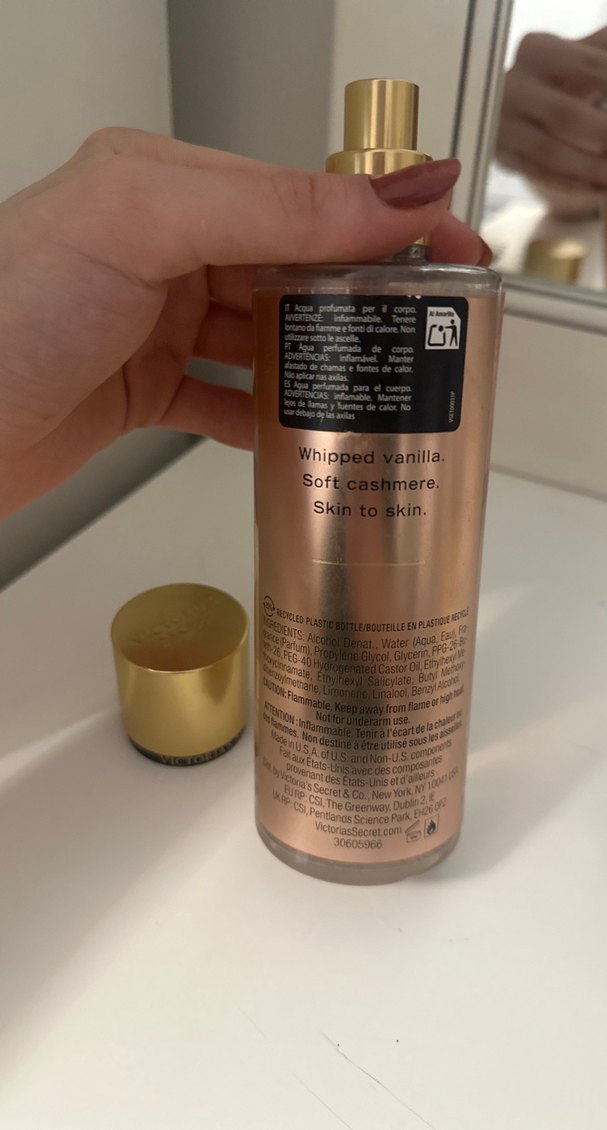 IT Acqua profumata per il corpo.
AVVERTENZE: infiammabile. Tenere
lontano da fiamme e fonti di calore. Non
utilizzare sotto le ascelle.
PT Água perfumada de corpo.
ADVERTÊNCIAS: inflamável. Manter
afastado de chamas e fontes de calor.
Não aplicar nas axilas.
ES Agua perfumada para el cuerpo.
ADVERTENCIAS: inflamable. Mantener
lejos de llamas y fuentes de calor. No
usar debajo de las axilas
Al Amarillo
Whipped vanilla.
Soft cashmere.
Skin to skin.
RECYCLED PLASTIC BOTTLE/BOUTEILLE EN PLASTIQUE RECYCLÉ
INGREDIENTS: Alcohol Denat., Water (Aqua, Eau), Fra-
grance (Parfum), Propylene Glycol, Glycerin, PPG-26-Bu-
teth-26, PEG-40 Hydrogenated Castor Oil, Ethylhexyl Me-
thoxycinnamate, Ethylhexyl Salicylate, Butyl Methoxy-
dibenzoylmethane, Limonene, Linalool, Benzyl Alcohol.
CAUTION: Flammable. Keep away from flame or high heat.
Not for underarm use.
ATTENTION : Inflammable. Tenir à l'écart de la chaleur ou
des flammes. Non destiné à être utilisé sous les aisselles.
Made in U.S.A. of U.S. and Non-U.S. components
Fait aux États-Unis avec des composantes
provenant des États-Unis et d'ailleurs
Dist. by Victoria's Secret & Co., New York, NY 10041 USA
EU RP· CSI, The Greenway, Dublin 2, IE
UK RP· CSI, Pentlands Science Park, EH26 0PZ
VictoriasSecret.com
30605966
VICTORIA'S